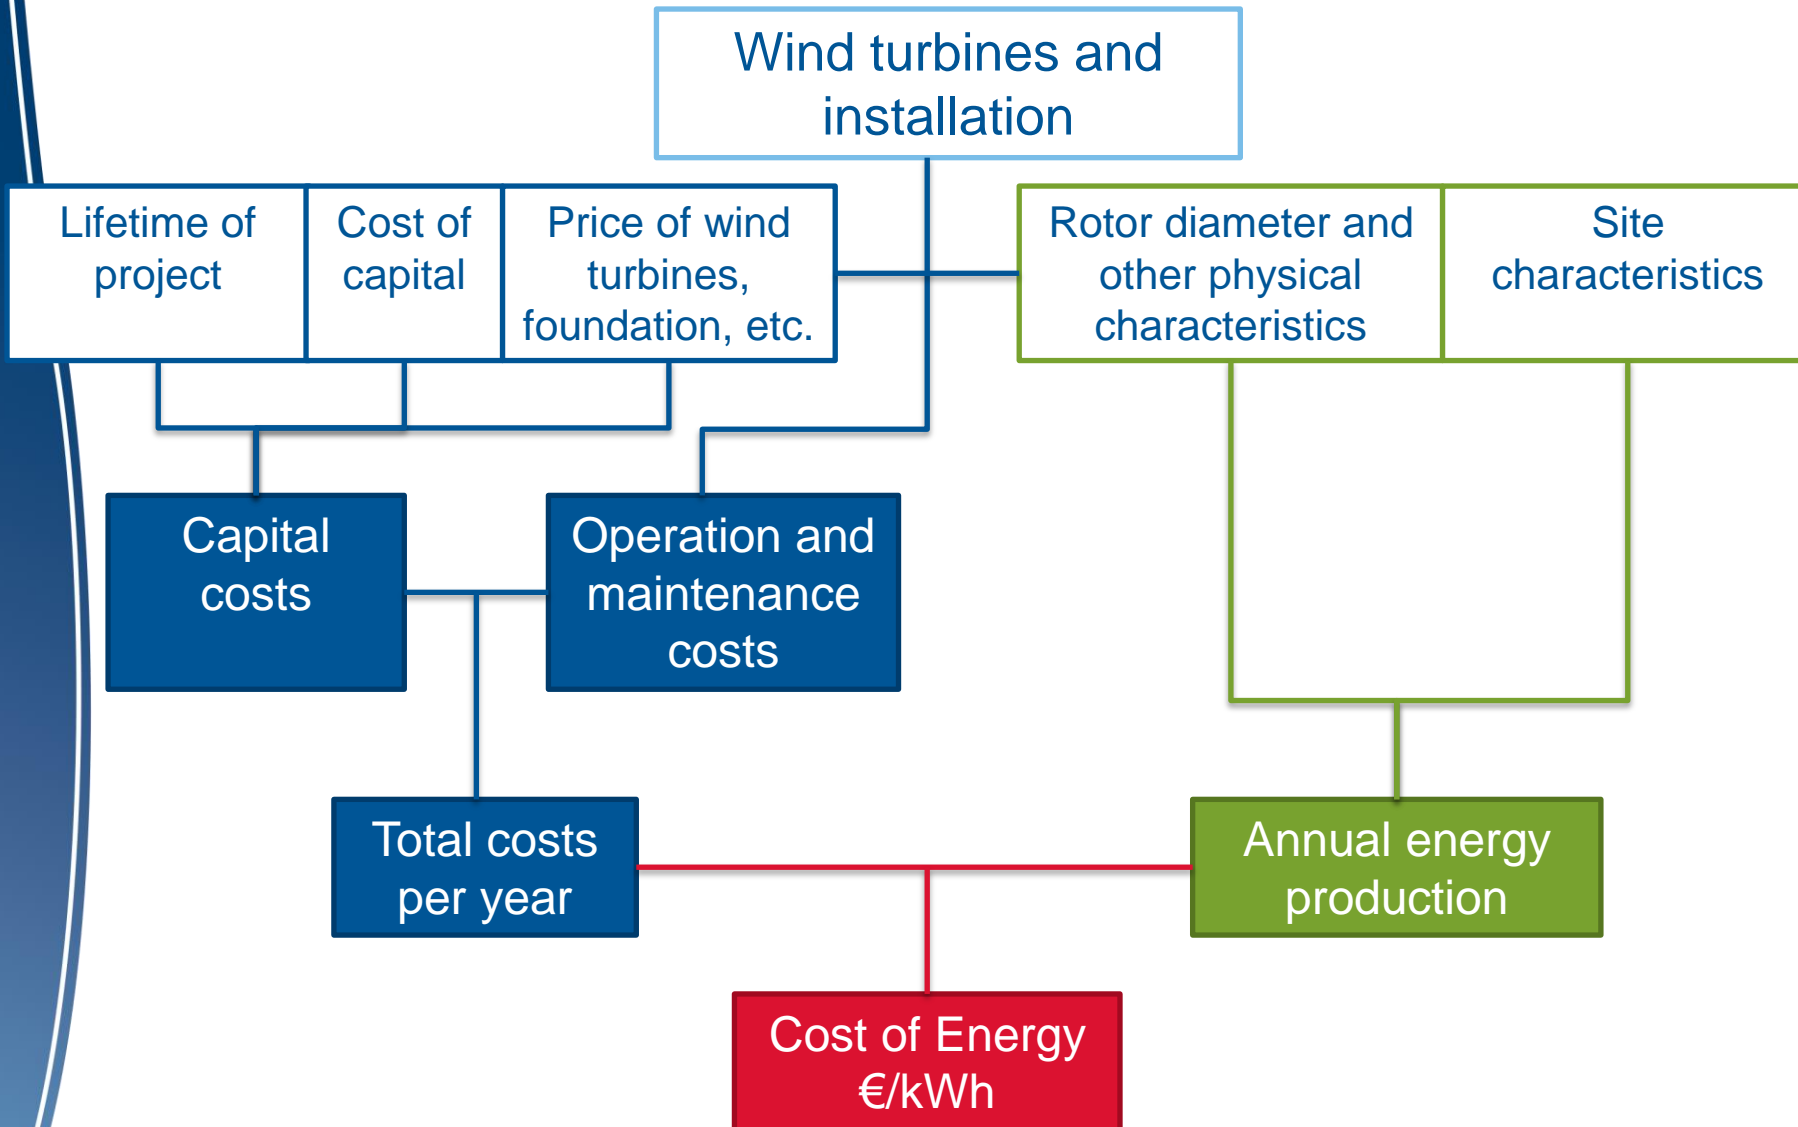 Wind turbines and
installation
Lifetime of
project
Cost of
capital
Price of wind
turbines,
foundation, etc.
Rotor diameter and
other physical
characteristics
Site
characteristics
Capital
costs
Operation and
maintenance
costs
Total costs
per year
Annual energy
production
Cost of Energy
€/kWh